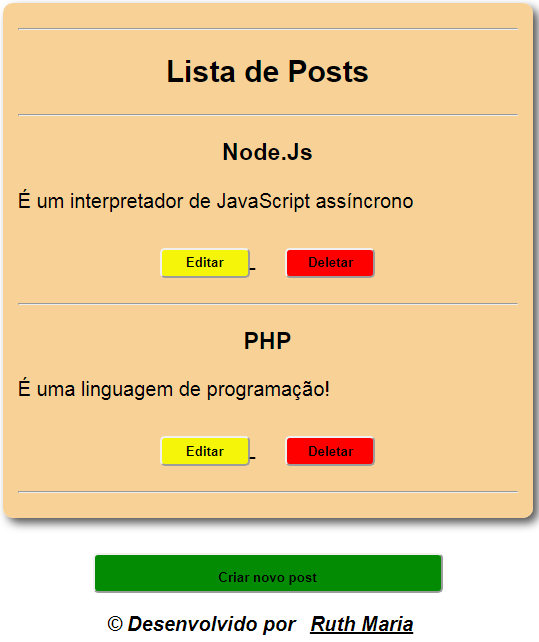 Lista de Posts
Node.Js
É um interpretador de JavaScript assíncrono
Editar - Deletar
PHP
É uma linguagem de programação!
Editar - Deletar
Criar novo post
© Desenvolvido por Ruth Maria